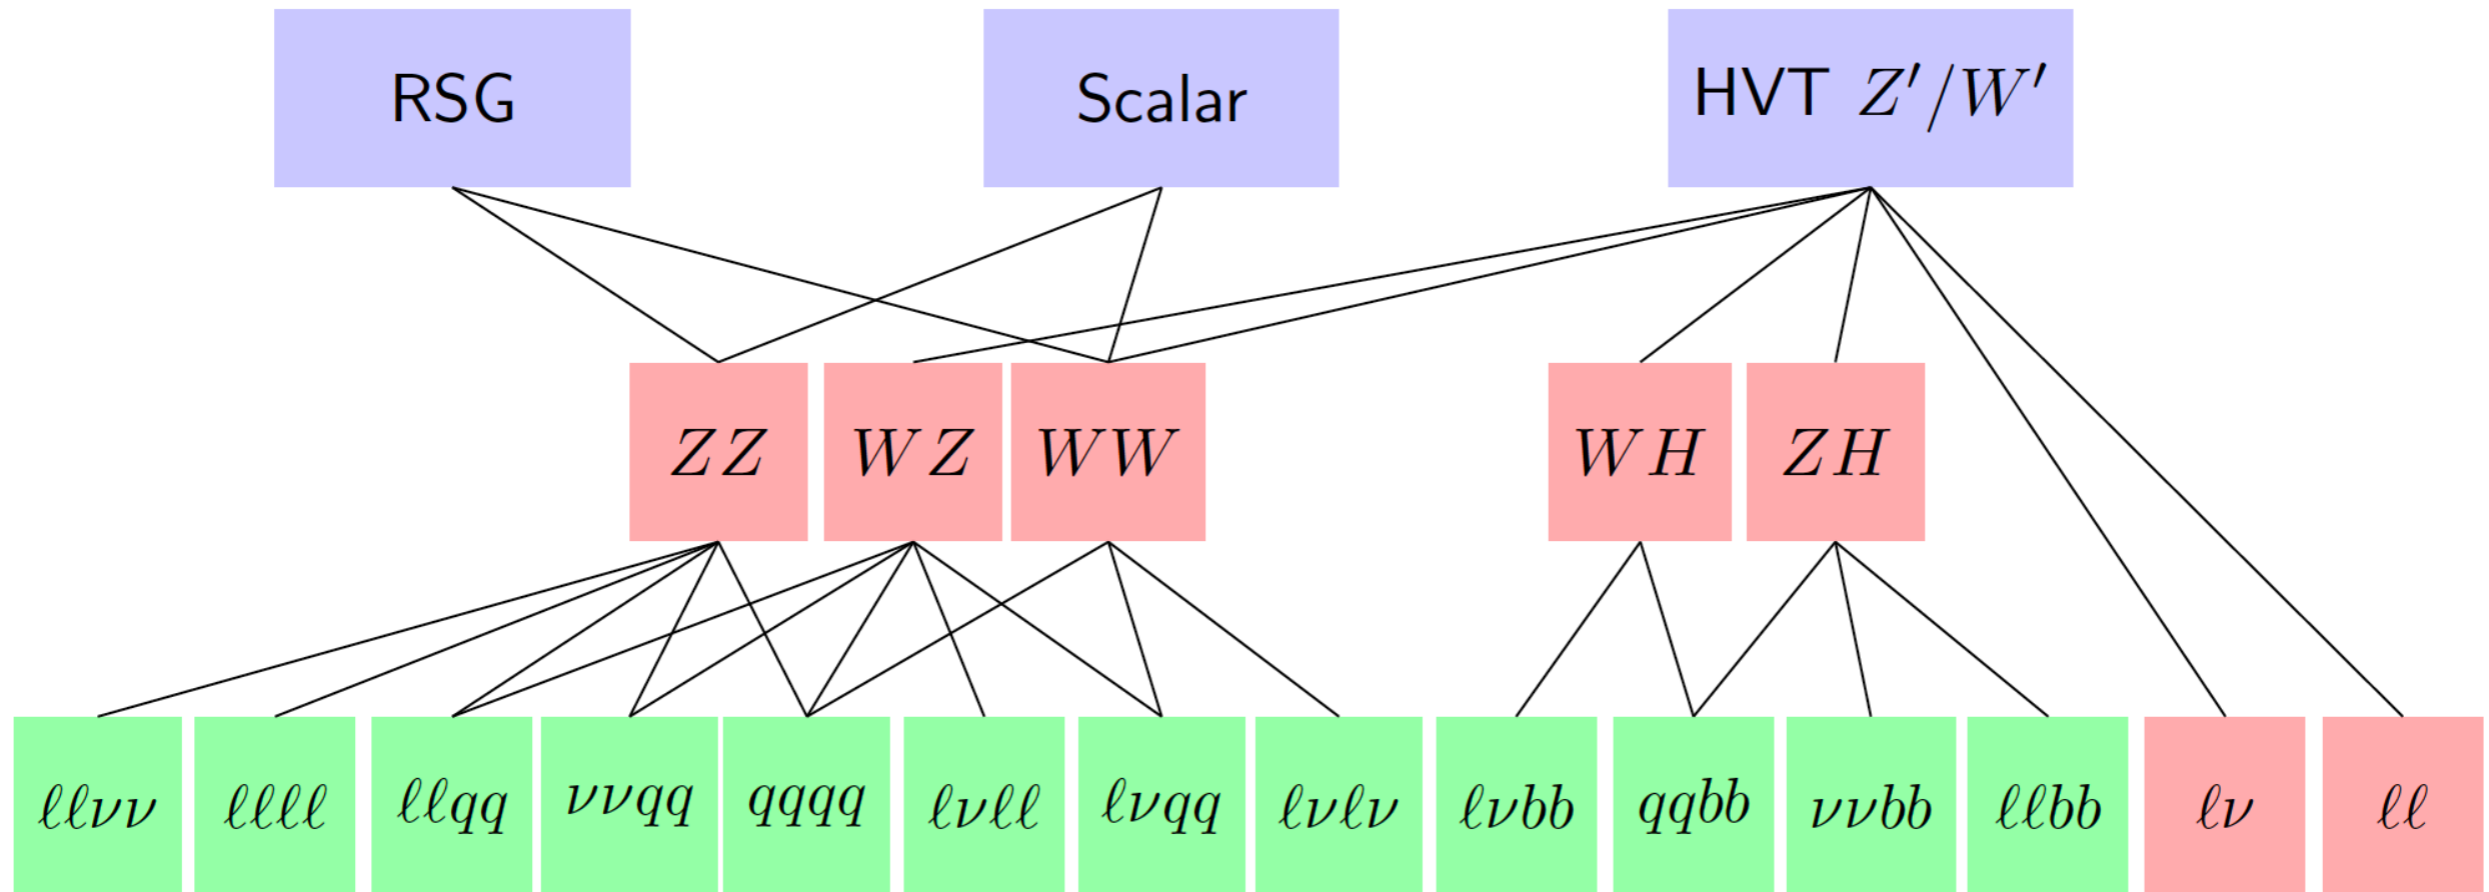 RSG
Scalar
HVT Z′/W′
ZZ
WZ
WW
WH
ZH
ℓℓνν
ℓℓℓℓ
ℓℓqq
ννqq
qqqq
ℓνℓℓ
ℓνqq
ℓνℓν
ℓνbb
qqbb
ννbb
ℓℓbb
ℓν
ℓℓ